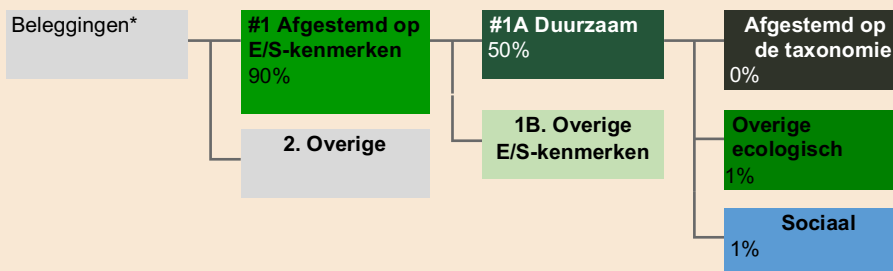 Beleggingen*
#1 Afgestemd op
E/S-kenmerken
90%
2. Overige
#1A Duurzaam
50%
1B. Overige
E/S-kenmerken
Afgestemd op
de taxonomie
0%
Overige
ecologisch
1%
Sociaal
1%